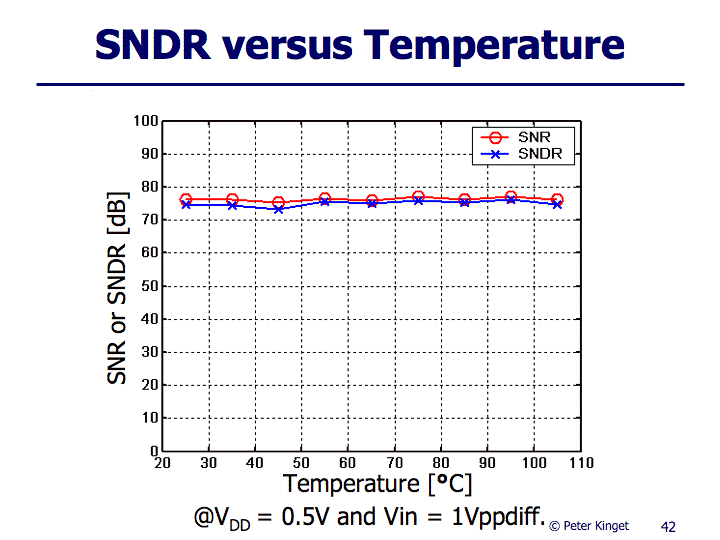 SNDR versus Temperature
SNR
SNDR
SNR or SNDR [dB]
100
90
80
70
60
50
40
30
20
10
0
20 30 40 50 60 70 80 90 100 110
Temperature [°C]
@VDD = 0.5V and Vin = 1Vppdiff.
© Peter Kinget 42